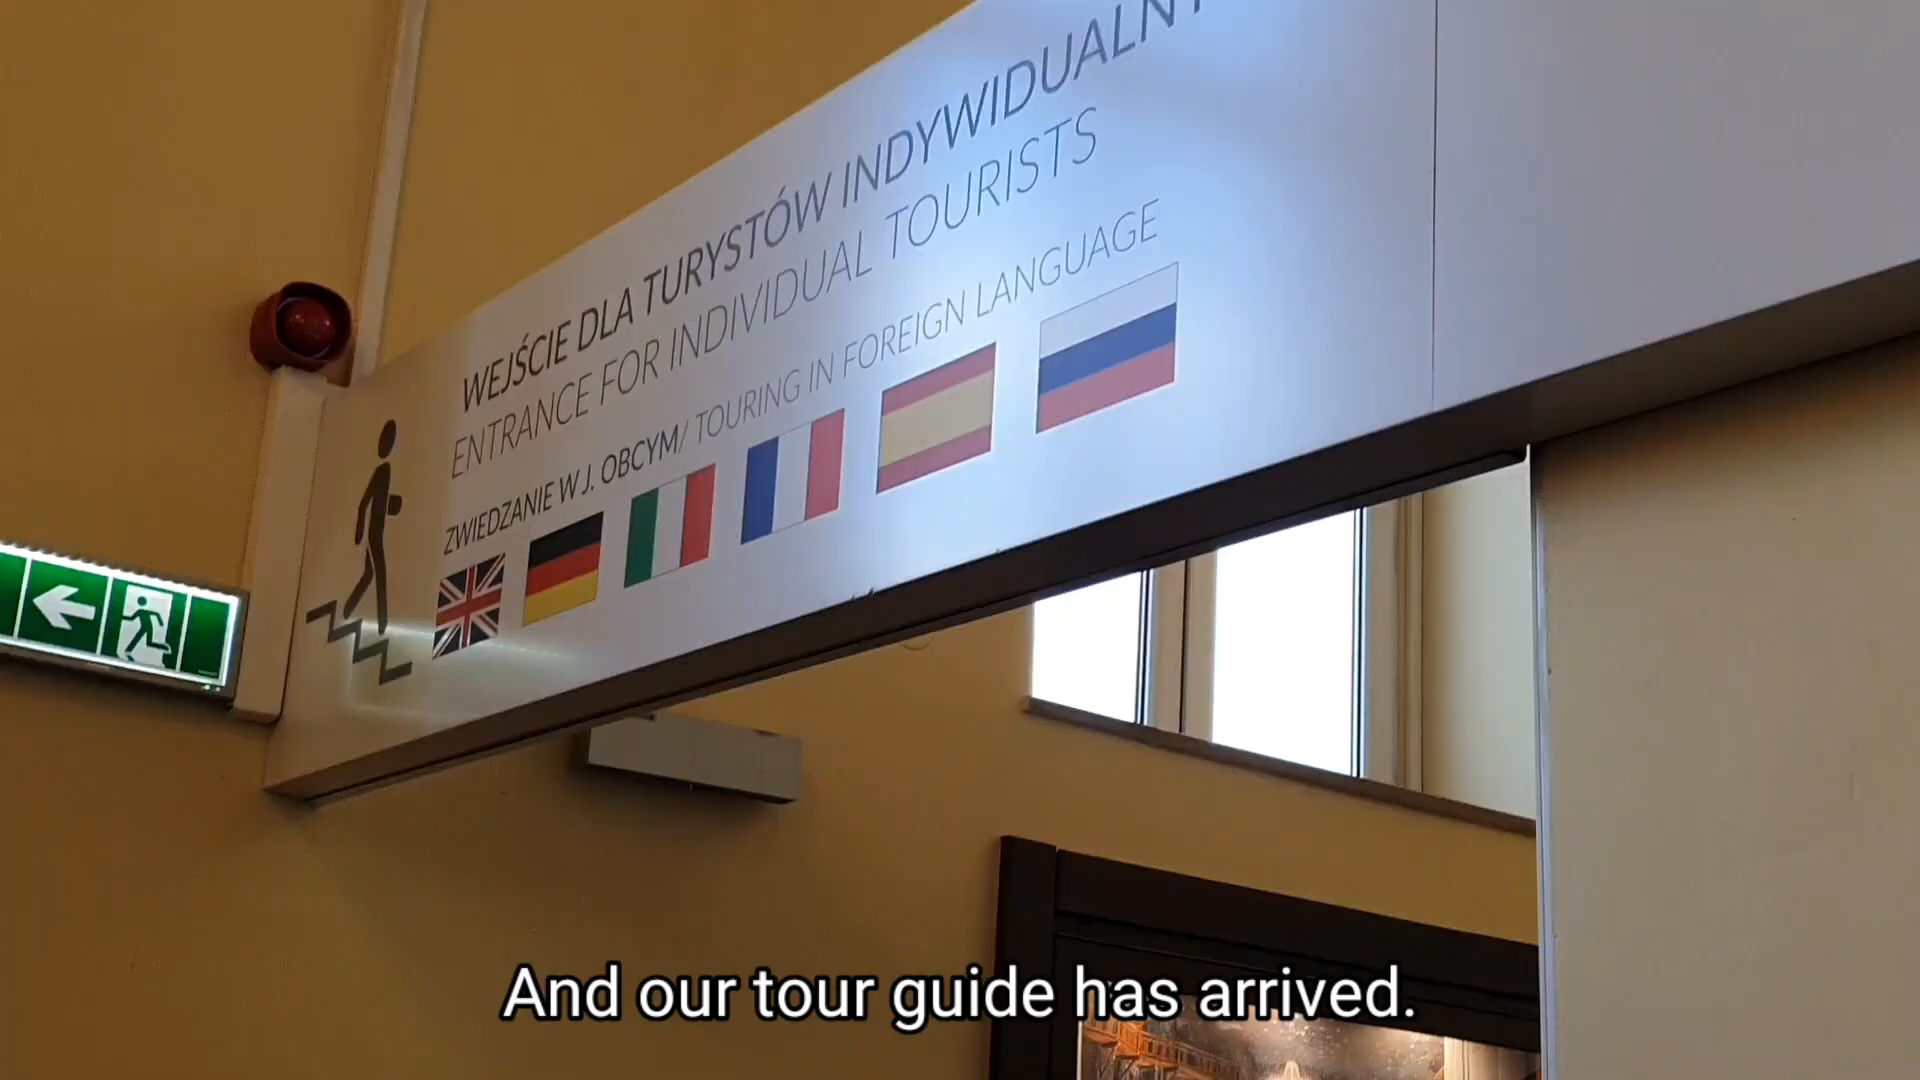 WEJŚCIE DLA TURYSTÓW
ENTRANCE FOR INDIVIDUAL TOURISTS
ZWIEDZANIE W J. OBCYM/ TOURING IN FOREIGN LANGUAGE
And our tour guide has arrived.